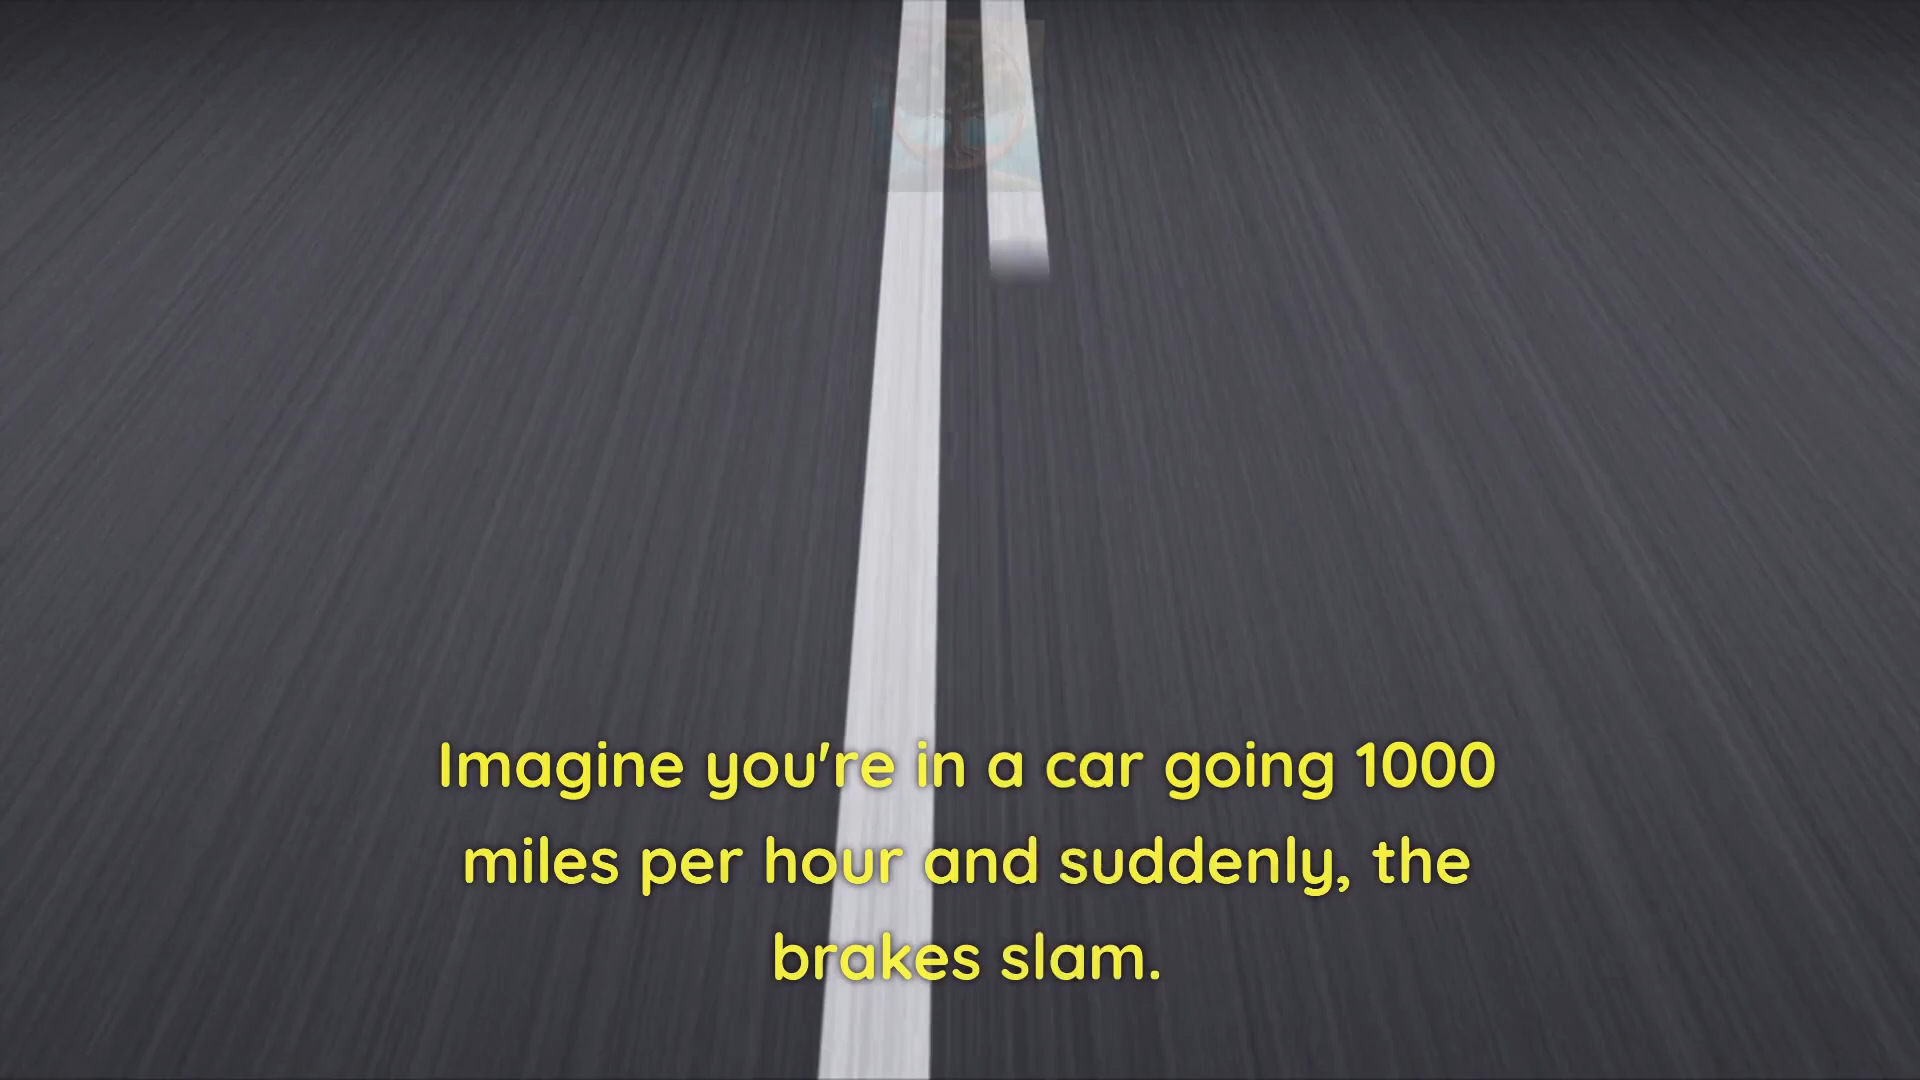 Imagine you're in a car going 1000
miles per hour and suddenly, the
brakes slam.